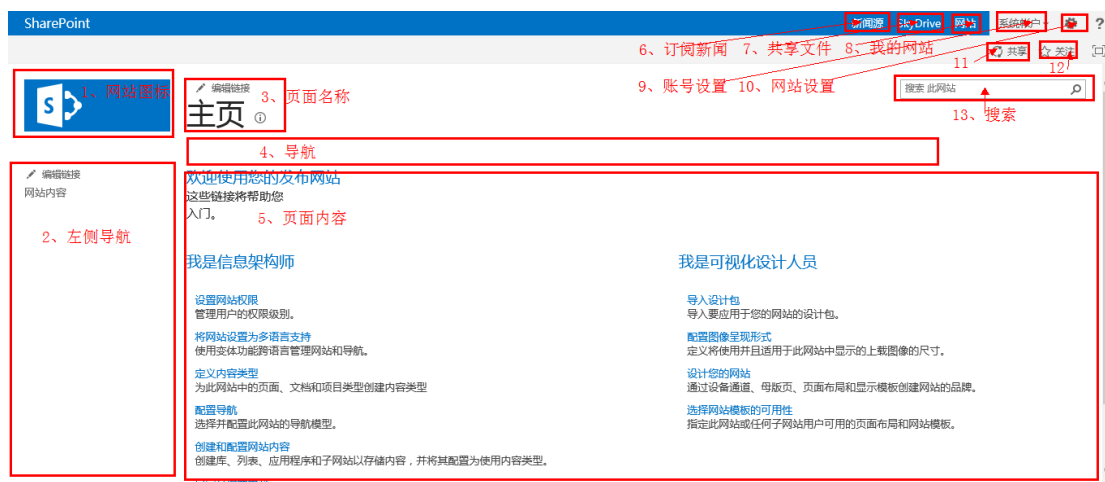 SharePoint
新闻源 SkyDrive 网站 系统帐户 ?
6、订阅新闻 7、共享文件 8、我的网站
共享 关注
11
12
9、账号设置 10、网站设置
搜索 此网站
13、搜索
S
1、网站图标
编辑链接
3、页面名称
主页
4、导航
编辑链接
网站内容
2、左侧导航
欢迎使用您的发布网站
这些链接将帮助您
入门。
5、页面内容
我是信息架构师
设置网站权限
管理用户的权限级别。
将网站设置为多语言支持
使用变体功能跨语言管理网站和导航。
定义内容类型
为此网站中的页面、文档和项目类型创建内容类型
配置导航
选择并配置此网站的导航模型。
创建和配置网站内容
创建库、列表、应用程序和子网站以存储内容，并将其配置为使用内容类型。
我是可视化设计人员
导入设计包
导入要应用于您的网站的设计包。
配置图像呈现形式
定义将使用并且适用于此网站中显示的上载图像的尺寸。
设计您的网站
通过设备通道、母版页、页面布局和显示模板创建网站的品牌。
选择网站模板的可用性
指定此网站或任何子网站用户可用的页面布局和网站模板。